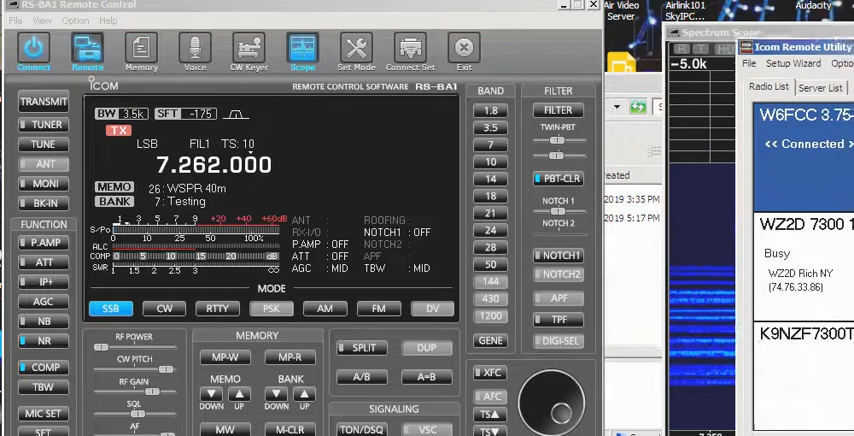 RS-BA1 Remote Control
File View Option Help
Connect Remote Memory Voice CW Keyer Scope Set Mode Connect Set Exit
ICOM
REMOTE CONTROL SOFTWARE RS-BA1
TRANSMIT
TUNER
TUNE
ANT
MONI
BK-IN
FUNCTION
P.AMP
ATT
IP+
AGC
NB
NR
COMP
TBW
MIC SET
SET
BW 3.5k SFT -175
TX
LSB FIL1 TS: 10
7.262.000
MEMO 26: WSPR 40m
BANK 7: Testing
1 3 5 7 9 +20 +40 +60dB
S/Po
0 10 25 50 100%
ALC
COMP 0 5 10 15 20 dB
SWR 1 1.5 2 2.5 3 ∞
ANT : ROOFING :
RX-I/O : NOTCH1 : OFF
P.AMP : OFF NOTCH2 :
ATT : OFF APF :
AGC : MID TBW : MID
MODE
SSB CW RTTY PSK AM FM DV
RF POWER
CW PITCH
RF GAIN
SQL
AF
MEMORY
MP-W MP-R
MEMO BANK
DOWN UP DOWN UP
MW M-CLR
SPLIT DUP
A/B A=B
SIGNALING
TON/DSQ VSC
BAND
1.8
3.5
7
10
14
18
21
24
28
50
144
430
1200
GENE
FILTER
FILTER
TWIN-PBT
PBT-CLR
NOTCH 1
NOTCH 2
NOTCH1
NOTCH2
APF
TPF
DIGI-SEL
XFC
AFC
TS▲
TS▼
Air Video
Server
Airlink101
SkyIPC...
Audacity
2019 3:35 PM
2019 5:17 PM
Spectrum Scope
-5.0k
Icom Remote Utility
File Setup Wizard
Radio List Server List
W6FCC 3.75-
<< Connected >
WZ2D 7300 1
Busy
WZ2D Rich NY
(74.76.33.86)
K9NZF7300T